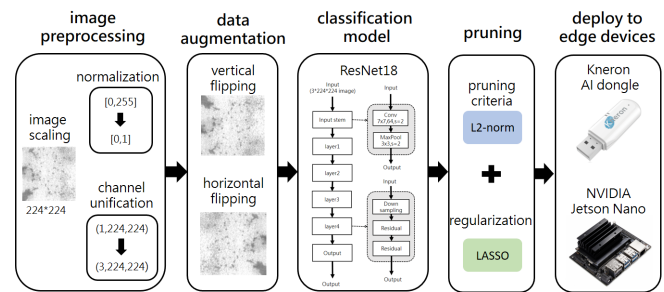 image
preprocessing
normalization
[0,255]
[0,1]
image
scaling
224*224
channel
unification
(1,224,224)
(3,224,224)
data
augmentation
vertical
flipping
horizontal
flipping
classification
model
ResNet18
Input
(3*224*224 image)
Input stem
layer1
layer2
layer3
layer4
Output
Output
Input
Conv
7x7,64,s=2
MaxPool
3x3,s=2
Output
Input
Down
sampling
Residual
Residual
Output
pruning
pruning
criteria
L2-norm
regularization
LASSO
deploy to
edge devices
Kneron
AI dongle
Kneron
NVIDIA
Jetson Nano